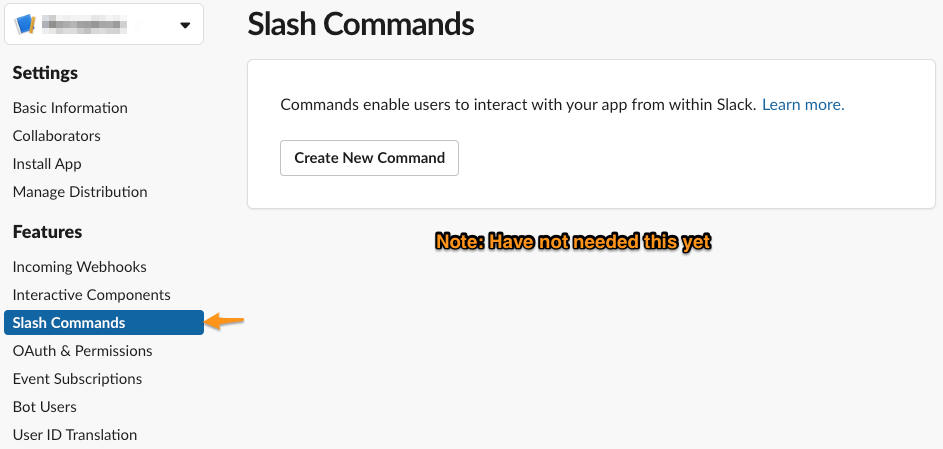 Slash Commands
Settings
Basic Information
Collaborators
Install App
Manage Distribution
Features
Incoming Webhooks
Interactive Components
Slash Commands
OAuth & Permissions
Event Subscriptions
Bot Users
User ID Translation
Commands enable users to interact with your app from within Slack. Learn more.
Create New Command
Note: Have not needed this yet